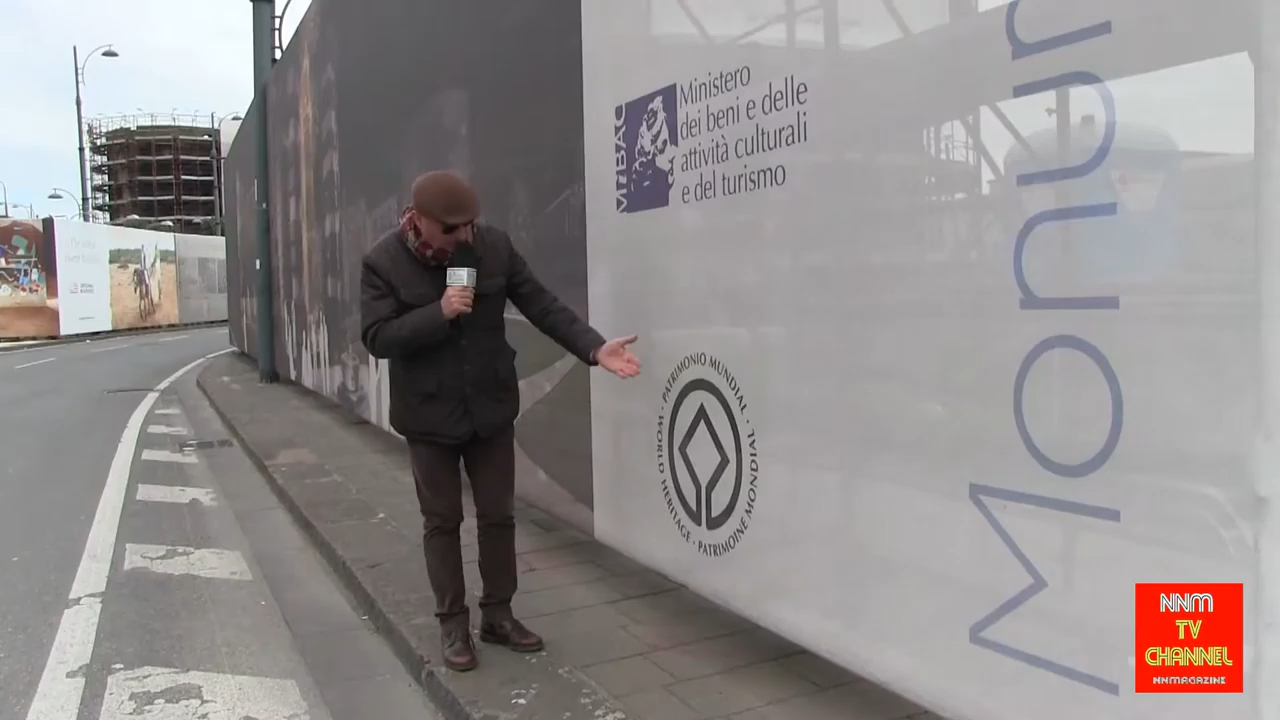 MiBAC
Ministero
dei beni e delle
attività culturali
e del turismo
PATRIMONIO MUNDIAL · WORLD HERITAGE · PATRIMOINE MONDIAL ·
Monu
NNM
TV
CHANNEL
NNMAGAZINE